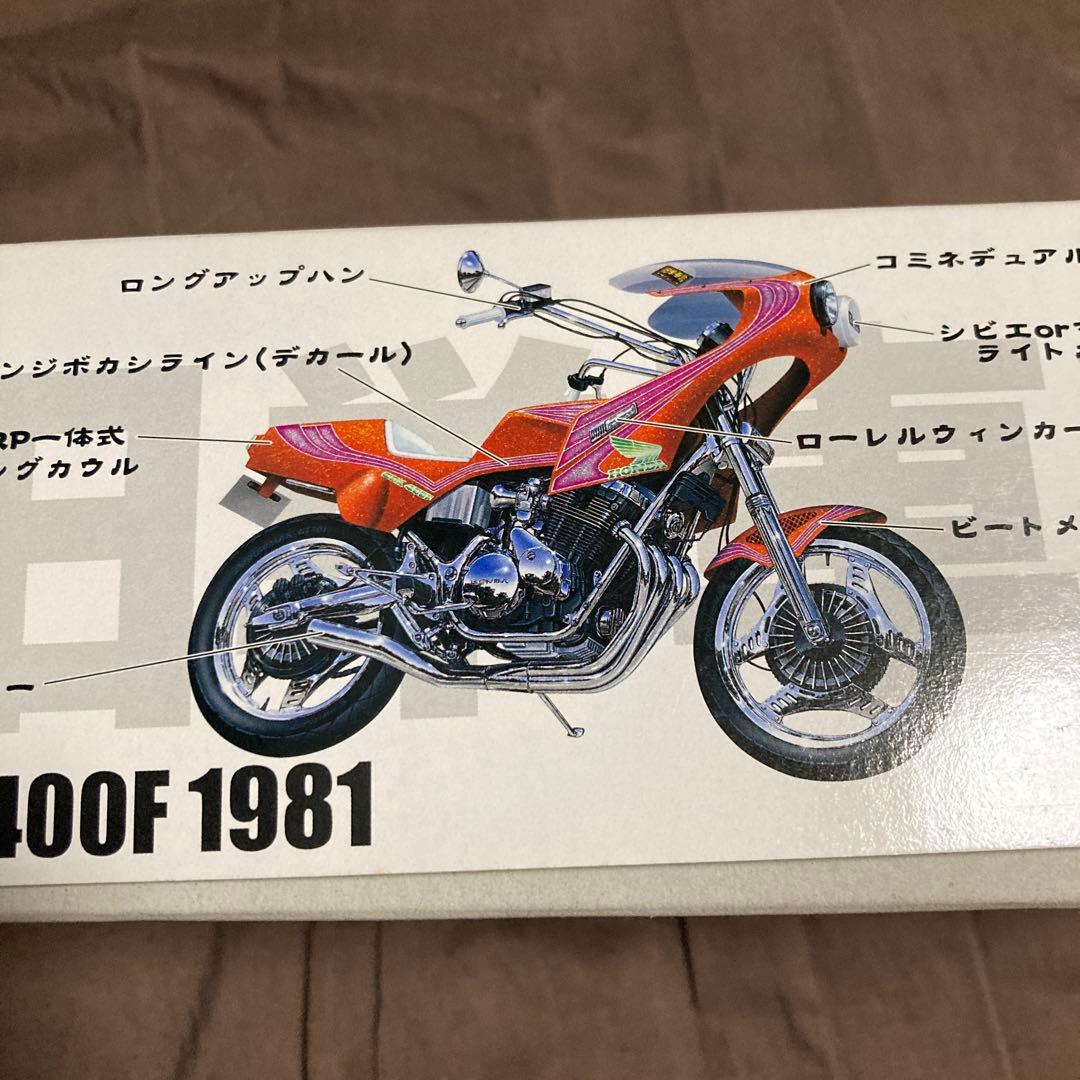 ロングアップハン
コミネデュアル
シビエor
ライト
ンジボカシライン(デカール)
RP一体式
ングカウル
ローレルウィンカー
ビートメ
HONDA
HONDA
ー
400F 1981